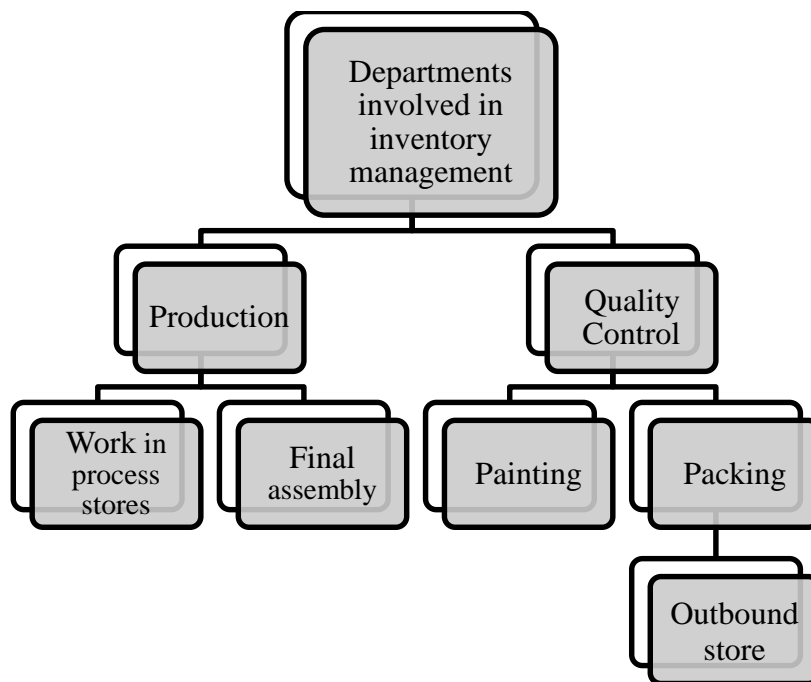 Departments
involved in
inventory
management
Production
Quality
Control
Work in
process
stores
Final
assembly
Painting
Packing
Outbound
store